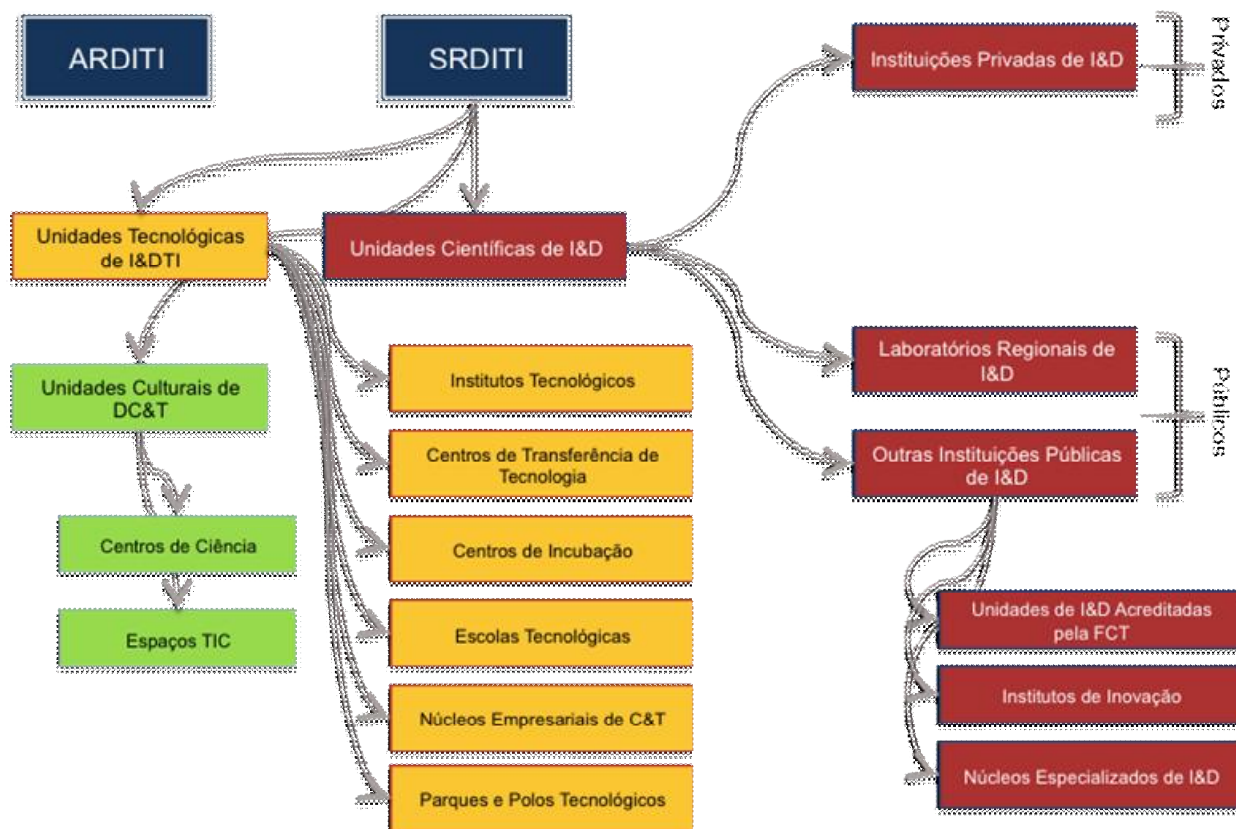 ARDITI
SRDITI
Instituições Privadas de I&D
Privados
Unidades Tecnológicas
de I&DTI
Unidades Científicas de I&D
Laboratórios Regionais de
I&D
Outras Instituições Públicas
de I&D
Públicos
Unidades Culturais de
DC&T
Centros de Ciência
Espaços TIC
Institutos Tecnológicos
Centros de Transferência de
Tecnologia
Centros de Incubação
Escolas Tecnológicas
Núcleos Empresariais de C&T
Parques e Polos Tecnológicos
Unidades de I&D Acreditadas
pela FCT
Institutos de Inovação
Núcleos Especializados de I&D